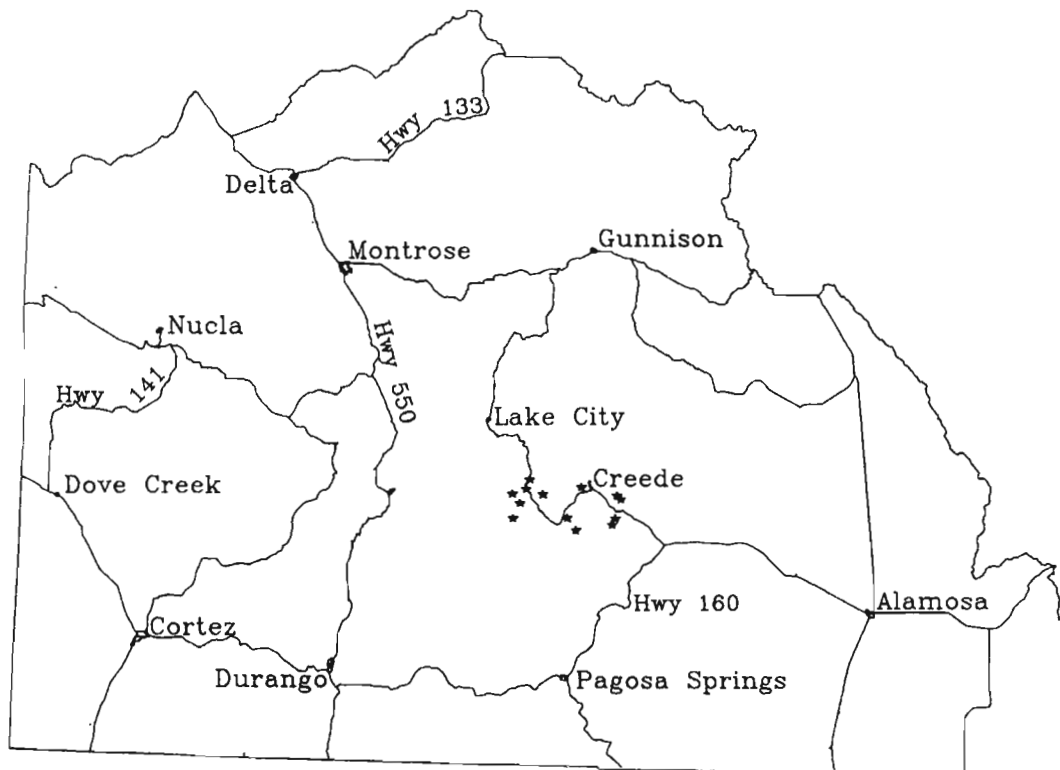 Hwy 133
Delta
Gunnison
Montrose
Nucla
Hwy 550
Hwy 141
Lake City
Creede
Dove Creek
Hwy 160
Alamosa
Cortez
Durango
Pagosa Springs